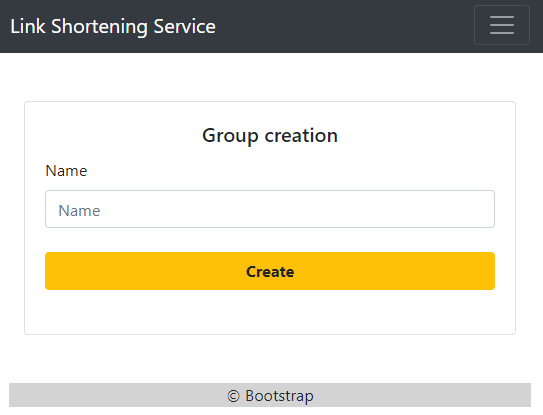 Link Shortening Service
Group creation
Name
Name
Create
© Bootstrap